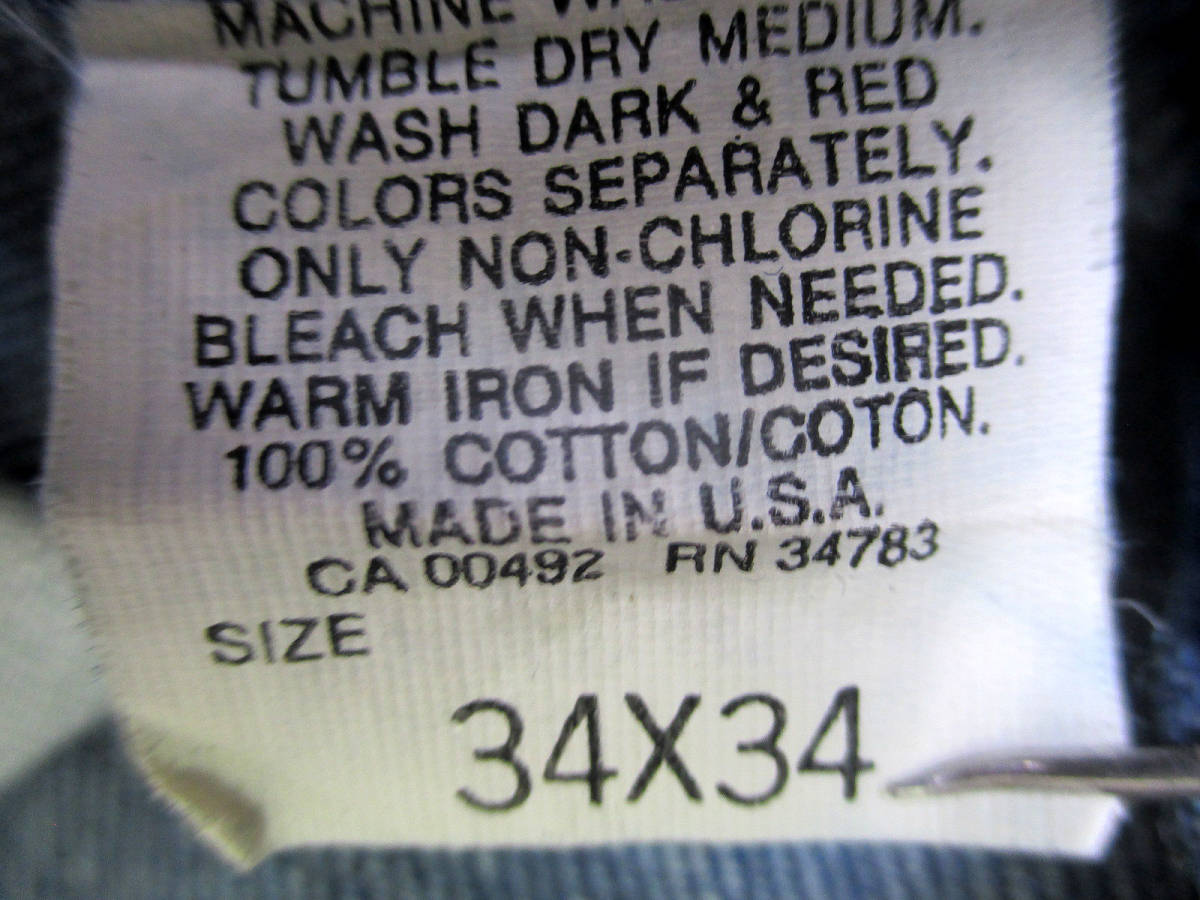 MACHINE
TUMBLE DRY MEDIUM.
WASH DARK & RED
COLORS SEPARATELY.
ONLY NON-CHLORINE
BLEACH WHEN NEEDED.
WARM IRON IF DESIRED.
100% COTTON/COTON.
MADE IN U.S.A.
CA 00492 RN 34783
SIZE
34X34